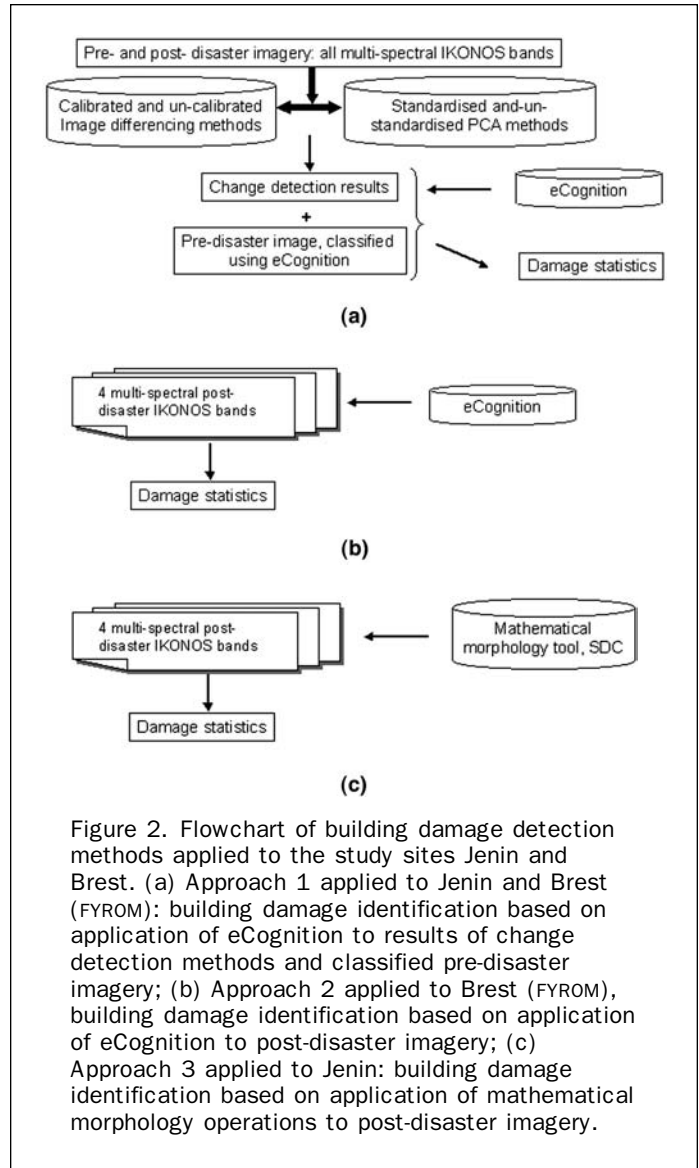 Pre- and post- disaster imagery: all multi-spectral IKONOS bands
Calibrated and un-calibrated
Image differencing methods
Standardised and-un-
standardised PCA methods
Change detection results
eCognition
+
Pre-disaster image, classified
using eCognition
Damage statistics
(a)
4 multi-spectral post-
disaster IKONOS bands
eCognition
Damage statistics
(b)
4 multi-spectral post-
disaster IKONOS bands
Mathematical
morphology tool, SDC
Damage statistics
(c)
Figure 2. Flowchart of building damage detection
methods applied to the study sites Jenin and
Brest. (a) Approach 1 applied to Jenin and Brest
(FYROM): building damage identification based on
application of eCognition to results of change
detection methods and classified pre-disaster
imagery; (b) Approach 2 applied to Brest (FYROM),
building damage identification based on application
of eCognition to post-disaster imagery; (c)
Approach 3 applied to Jenin: building damage
identification based on application of mathematical
morphology operations to post-disaster imagery.